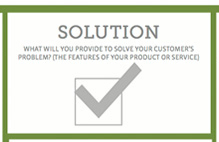 SOLUTION
WHAT WILL YOU PROVIDE TO SOLVE YOUR CUSTOMER'S
PROBLEM? (THE FEATURES OF YOUR PRODUCT OR SERVICE)